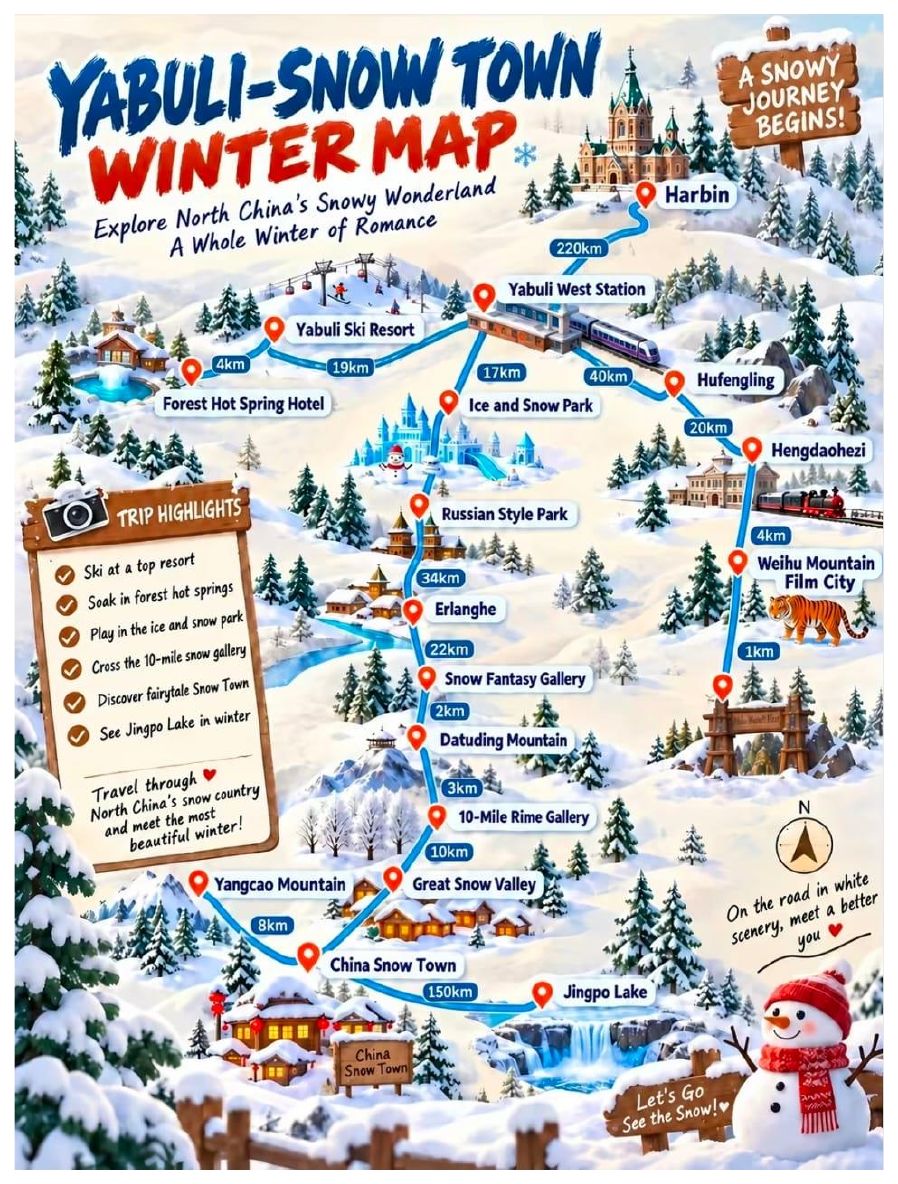 YABULI-SNOW TOWN
WINTER MAP
Explore North China's Snowy Wonderland
A Whole Winter of Romance
A SNOWY
JOURNEY
BEGINS!
Harbin
220km
Yabuli West Station
Yabuli Ski Resort
4km
19km
17km
40km
Hufengling
Forest Hot Spring Hotel
Ice and Snow Park
20km
Hengdaohezi
TRIP HIGHLIGHTS
Ski at a top resort
Soak in forest hot springs
Play in the ice and snow park
Cross the 10-mile snow gallery
Discover fairytale Snow Town
See Jingpo Lake in winter
Travel through
North China's snow country
and meet the most
beautiful winter!
Russian Style Park
4km
Weihu Mountain
Film City
34km
Erlanghe
22km
1km
Snow Fantasy Gallery
2km
Datuding Mountain
3km
10-Mile Rime Gallery
10km
N
Yangcao Mountain
Great Snow Valley
On the road in white
scenery, meet a better
you
8km
China Snow Town
150km
Jingpo Lake
China
Snow Town
Let's Go
See the Snow!